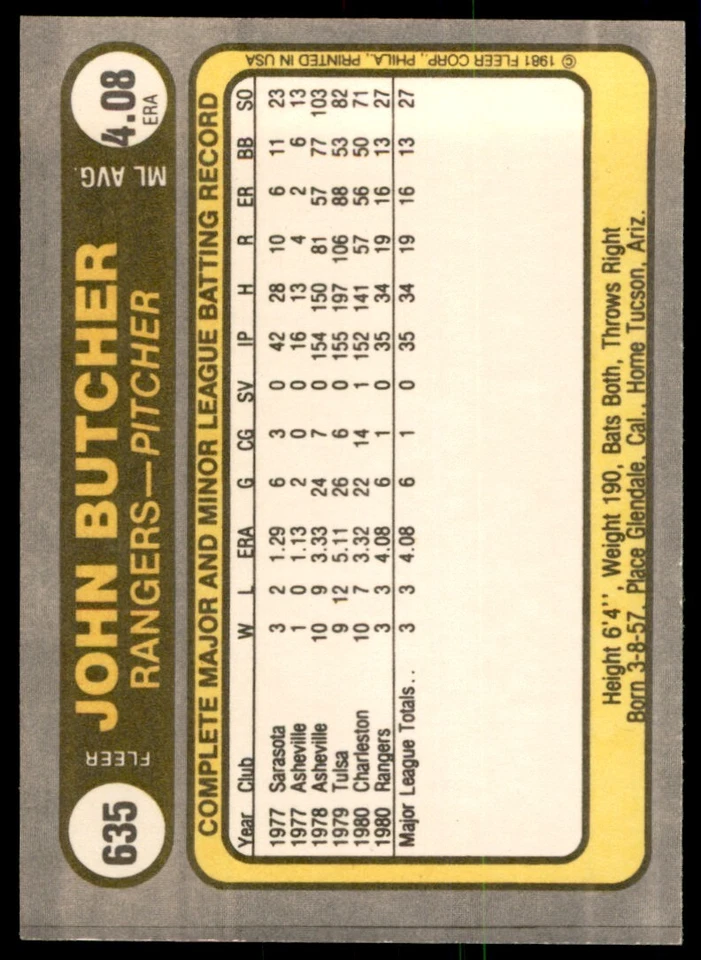 635
FLEER
JOHN BUTCHER
RANGERS—PITCHER
ML AVG.
4.08
ERA
COMPLETE MAJOR AND MINOR LEAGUE BATTING RECORD
Year Club W L ERA G CG SV IP H R ER BB SO
1977 Sarasota 3 2 1.29 6 3 0 42 28 10 6 11 23
1977 Asheville 1 0 1.13 2 0 0 16 13 4 2 6 13
1978 Asheville 10 9 3.33 24 7 0 154 150 81 57 77 103
1979 Tulsa 9 12 5.11 26 6 0 155 197 106 88 53 82
1980 Charleston 10 7 3.32 22 14 1 152 141 57 56 50 71
1980 Rangers 3 3 4.08 6 1 0 35 34 19 16 13 27
Major League Totals.. 3 3 4.08 6 1 0 35 34 19 16 13 27
© 1981 FLEER CORP., PHILA., PRINTED IN USA
Height 6'4'', Weight 190, Bats Both, Throws Right
Born 3-8-57, Place Glendale, Cal., Home Tucson, Ariz.